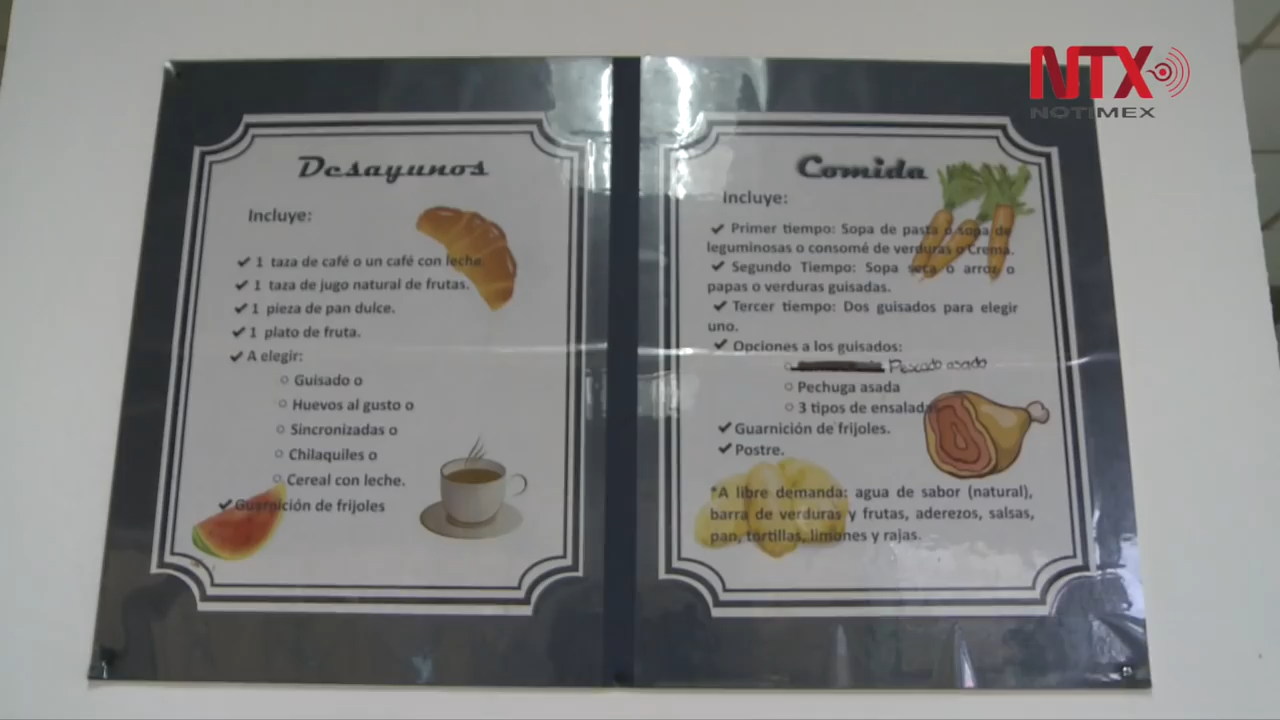 NTX
NOTIMEX
Desayunos
Incluye:
✔ 1 taza de café o un café con leche.
✔ 1 taza de jugo natural de frutas.
✔ 1 pieza de pan dulce.
✔ 1 plato de fruta.
✔ A elegir:
○ Guisado o
○ Huevos al gusto o
○ Sincronizadas o
○ Chilaquiles o
○ Cereal con leche.
✔ Guarnición de frijoles
Comida
Incluye:
✔ Primer tiempo: Sopa de pasta o sopa de
leguminosas o consomé de verduras o Crema.
✔ Segundo Tiempo: Sopa seca o arroz o
papas o verduras guisadas.
✔ Tercer tiempo: Dos guisados para elegir
uno.
✔ Opciones a los guisados:
○ Pescado asado
○ Pechuga asada
○ 3 tipos de ensalada
✔ Guarnición de frijoles.
✔ Postre.
*A libre demanda: agua de sabor (natural),
barra de verduras y frutas, aderezos, salsas,
pan, tortillas, limones y rajas.